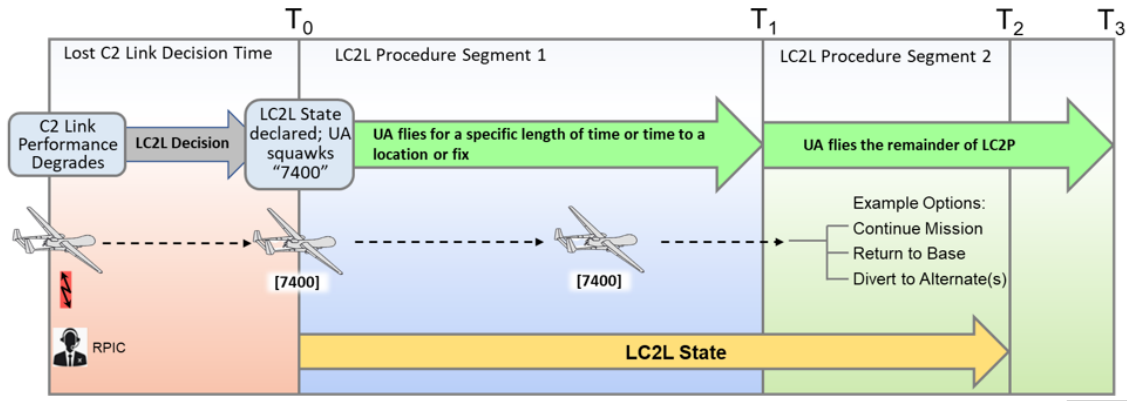 T0
T1
T2
T3
Lost C2 Link Decision Time
LC2L Procedure Segment 1
LC2L Procedure Segment 2
C2 Link
Performance
Degrades
LC2L Decision
LC2L State
declared; UA
squawks
“7400”
UA flies for a specific length of time or time to a
location or fix
UA flies the remainder of LC2P
Example Options:
Continue Mission
Return to Base
Divert to Alternate(s)
[7400]
[7400]
RPIC
LC2L State